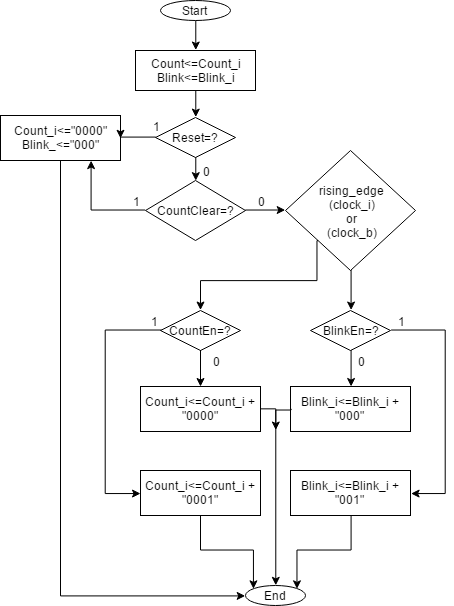 Start
Count<=Count_i
Blink<=Blink_i
Count_i<="0000"
Blink_<="000"
1
Reset=?
0
1
CountClear=?
0
rising_edge
(clock_i)
or
(clock_b)
1
CountEn=?
0
BlinkEn=?
1
0
Count_i<=Count_i +
"0000"
Blink_i<=Blink_i +
"000"
Count_i<=Count_i +
"0001"
Blink_i<=Blink_i +
"001"
End